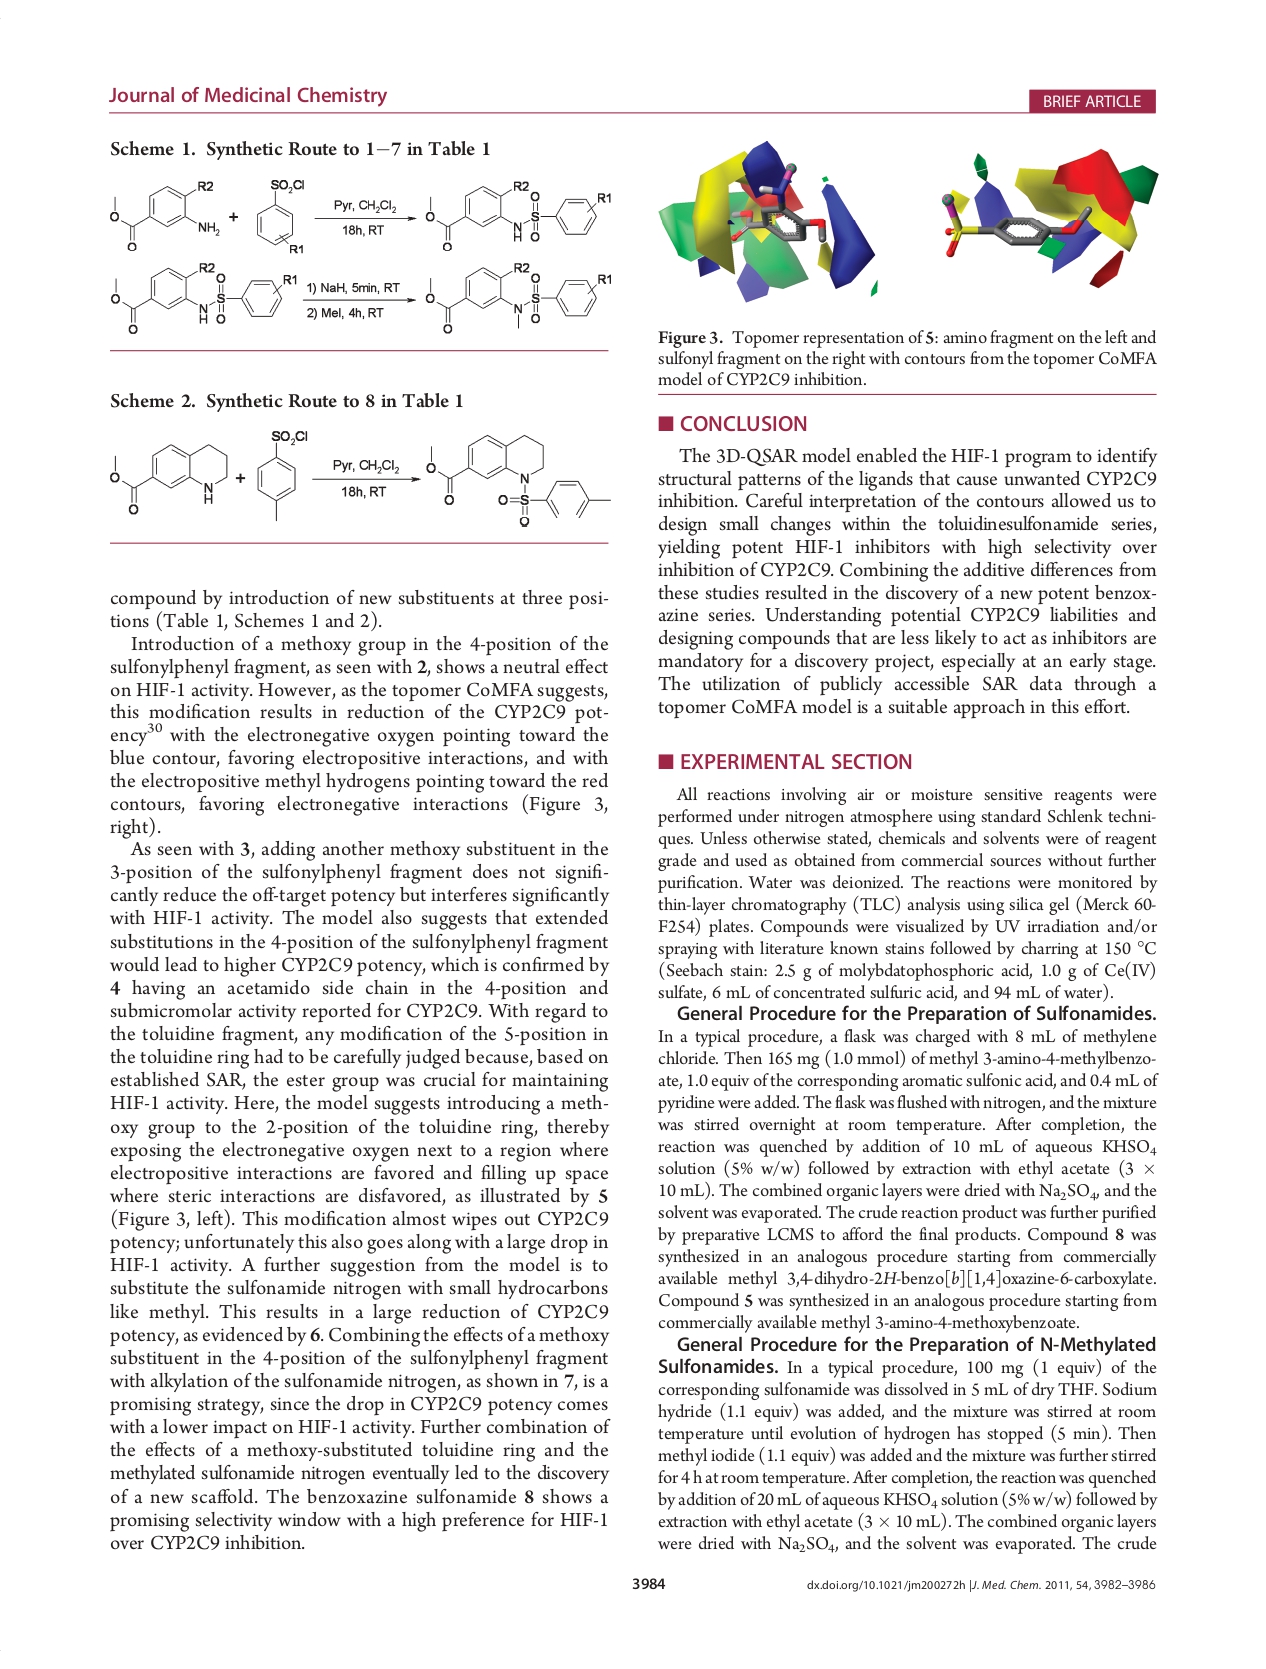 Journal of Medicinal Chemistry
BRIEF ARTICLE
Scheme 1. Synthetic Route to 1−7 in Table 1
R2
SO2Cl
O
O
NH2
+
R1
Pyr, CH2Cl2
18h, RT
R2
O
R1
O
S
N
H
O
O
R2
O
R1
O
S
N
H
O
O
1) NaH, 5min, RT
2) MeI, 4h, RT
R2
O
R1
O
S
N
O
O
Scheme 2. Synthetic Route to 8 in Table 1
SO2Cl
O
O
N
H
+
Pyr, CH2Cl2
18h, RT
O
N
O
O=S
O
compound by introduction of new substituents at three posi-
tions (Table 1, Schemes 1 and 2).
Introduction of a methoxy group in the 4-position of the
sulfonylphenyl fragment, as seen with 2, shows a neutral effect
on HIF-1 activity. However, as the topomer CoMFA suggests,
this modification results in reduction of the CYP2C9 pot-
ency30 with the electronegative oxygen pointing toward the
blue contour, favoring electropositive interactions, and with
the electropositive methyl hydrogens pointing toward the red
contours, favoring electronegative interactions (Figure 3,
right).
As seen with 3, adding another methoxy substituent in the
3-position of the sulfonylphenyl fragment does not signifi-
cantly reduce the off-target potency but interferes significantly
with HIF-1 activity. The model also suggests that extended
substitutions in the 4-position of the sulfonylphenyl fragment
would lead to higher CYP2C9 potency, which is confirmed by
4 having an acetamido side chain in the 4-position and
submicromolar activity reported for CYP2C9. With regard to
the toluidine fragment, any modification of the 5-position in
the toluidine ring had to be carefully judged because, based on
established SAR, the ester group was crucial for maintaining
HIF-1 activity. Here, the model suggests introducing a meth-
oxy group to the 2-position of the toluidine ring, thereby
exposing the electronegative oxygen next to a region where
electropositive interactions are favored and filling up space
where steric interactions are disfavored, as illustrated by 5
(Figure 3, left). This modification almost wipes out CYP2C9
potency; unfortunately this also goes along with a large drop in
HIF-1 activity. A further suggestion from the model is to
substitute the sulfonamide nitrogen with small hydrocarbons
like methyl. This results in a large reduction of CYP2C9
potency, as evidenced by 6. Combining the effects of a methoxy
substituent in the 4-position of the sulfonylphenyl fragment
with alkylation of the sulfonamide nitrogen, as shown in 7, is a
promising strategy, since the drop in CYP2C9 potency comes
with a lower impact on HIF-1 activity. Further combination of
the effects of a methoxy-substituted toluidine ring and the
methylated sulfonamide nitrogen eventually led to the discovery
of a new scaffold. The benzoxazine sulfonamide 8 shows a
promising selectivity window with a high preference for HIF-1
over CYP2C9 inhibition.
Figure 3. Topomer representation of 5: amino fragment on the left and
sulfonyl fragment on the right with contours from the topomer CoMFA
model of CYP2C9 inhibition.
■ CONCLUSION
The 3D-QSAR model enabled the HIF-1 program to identify
structural patterns of the ligands that cause unwanted CYP2C9
inhibition. Careful interpretation of the contours allowed us to
design small changes within the toluidinesulfonamide series,
yielding potent HIF-1 inhibitors with high selectivity over
inhibition of CYP2C9. Combining the additive differences from
these studies resulted in the discovery of a new potent benzox-
azine series. Understanding potential CYP2C9 liabilities and
designing compounds that are less likely to act as inhibitors are
mandatory for a discovery project, especially at an early stage.
The utilization of publicly accessible SAR data through a
topomer CoMFA model is a suitable approach in this effort.
■ EXPERIMENTAL SECTION
All reactions involving air or moisture sensitive reagents were
performed under nitrogen atmosphere using standard Schlenk techni-
ques. Unless otherwise stated, chemicals and solvents were of reagent
grade and used as obtained from commercial sources without further
purification. Water was deionized. The reactions were monitored by
thin-layer chromatography (TLC) analysis using silica gel (Merck 60-
F254) plates. Compounds were visualized by UV irradiation and/or
spraying with literature known stains followed by charring at 150 °C
(Seebach stain: 2.5 g of molybdatophosphoric acid, 1.0 g of Ce(IV)
sulfate, 6 mL of concentrated sulfuric acid, and 94 mL of water).
General Procedure for the Preparation of Sulfonamides.
In a typical procedure, a flask was charged with 8 mL of methylene
chloride. Then 165 mg (1.0 mmol) of methyl 3-amino-4-methylbenzo-
ate, 1.0 equiv of the corresponding aromatic sulfonic acid, and 0.4 mL of
pyridine were added. The flask was flushed with nitrogen, and the mixture
was stirred overnight at room temperature. After completion, the
reaction was quenched by addition of 10 mL of aqueous KHSO4
solution (5% w/w) followed by extraction with ethyl acetate (3 ×
10 mL). The combined organic layers were dried with Na2SO4, and the
solvent was evaporated. The crude reaction product was further purified
by preparative LCMS to afford the final products. Compound 8 was
synthesized in an analogous procedure starting from commercially
available methyl 3,4-dihydro-2H-benzo[b][1,4]oxazine-6-carboxylate.
Compound 5 was synthesized in an analogous procedure starting from
commercially available methyl 3-amino-4-methoxybenzoate.
General Procedure for the Preparation of N-Methylated
Sulfonamides. In a typical procedure, 100 mg (1 equiv) of the
corresponding sulfonamide was dissolved in 5 mL of dry THF. Sodium
hydride (1.1 equiv) was added, and the mixture was stirred at room
temperature until evolution of hydrogen has stopped (5 min). Then
methyl iodide (1.1 equiv) was added and the mixture was further stirred
for 4 h at room temperature. After completion, the reaction was quenched
by addition of 20 mL of aqueous KHSO4 solution (5% w/w) followed by
extraction with ethyl acetate (3 × 10 mL). The combined organic layers
were dried with Na2SO4, and the solvent was evaporated. The crude
3984
dx.doi.org/10.1021/jm200272h |J. Med. Chem. 2011, 54, 3982–3986